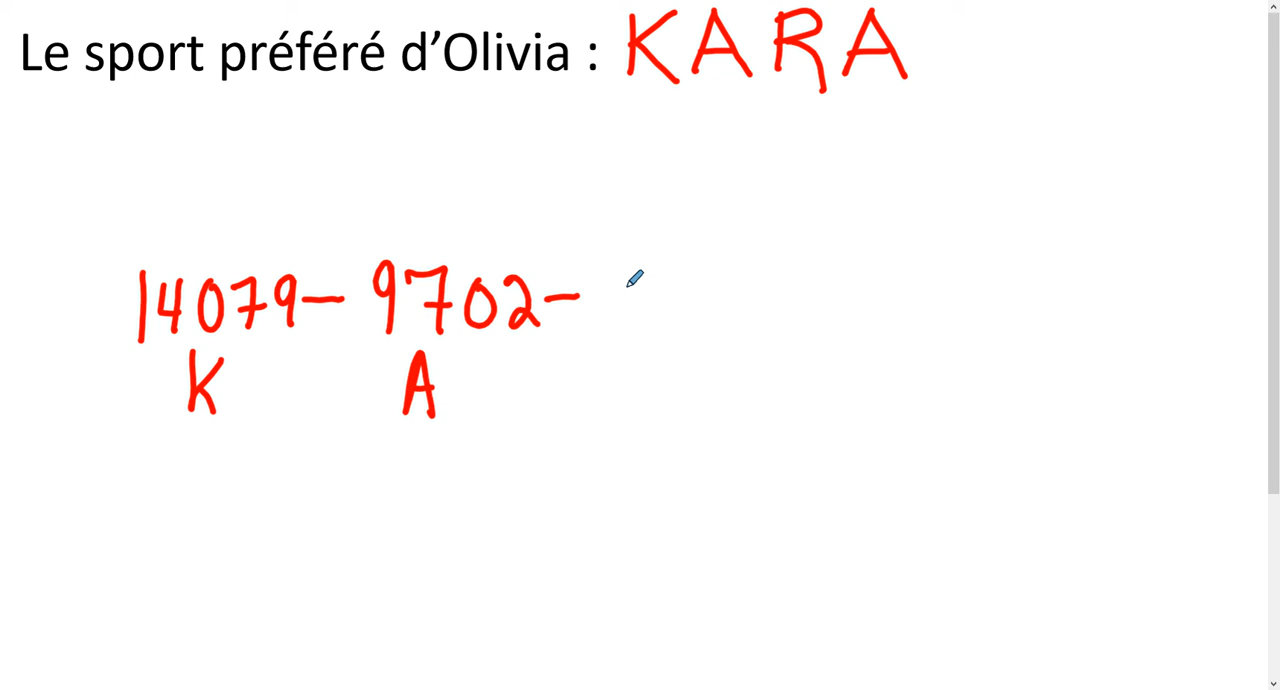 Le sport préféré d’Olivia : KARA
14079 – 9702 –
K A